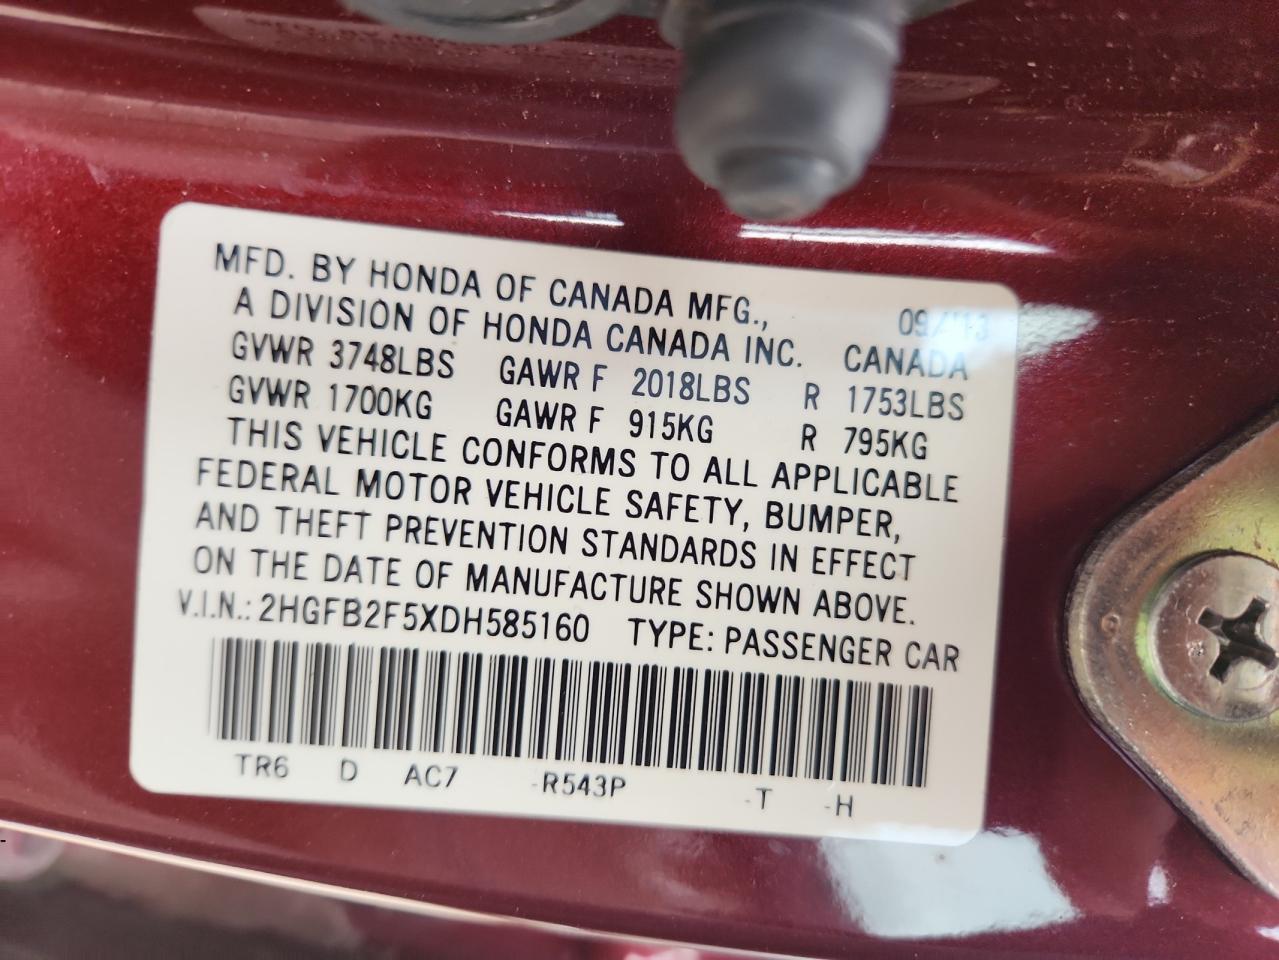 MFD. BY HONDA OF CANADA MFG., 09/'13
A DIVISION OF HONDA CANADA INC. CANADA
GVWR 3748LBS GAWR F 2018LBS R 1753LBS
GVWR 1700KG GAWR F 915KG R 795KG
THIS VEHICLE CONFORMS TO ALL APPLICABLE
FEDERAL MOTOR VEHICLE SAFETY, BUMPER,
AND THEFT PREVENTION STANDARDS IN EFFECT
ON THE DATE OF MANUFACTURE SHOWN ABOVE.
V.I.N.: 2HGFB2F5XDH585160 TYPE: PASSENGER CAR
TR6 D AC7 -R543P -T -H